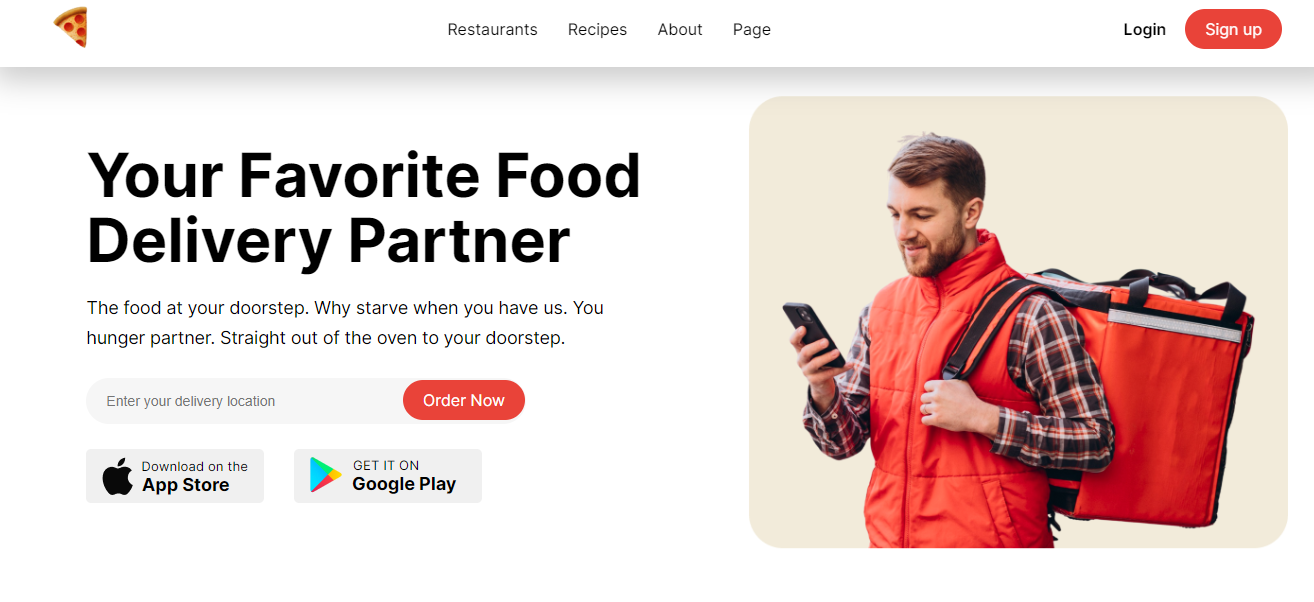 Restaurants Recipes About Page Login Sign up
Your Favorite Food
Delivery Partner
The food at your doorstep. Why starve when you have us. You
hunger partner. Straight out of the oven to your doorstep.
Enter your delivery location Order Now
Download on the
App Store
GET IT ON
Google Play